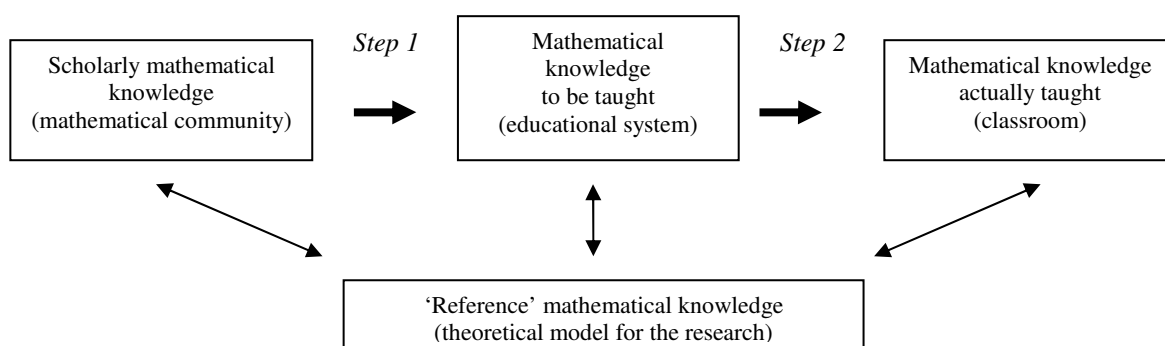 Scholarly mathematical
knowledge
(mathematical community)
Step 1
Mathematical
knowledge
to be taught
(educational system)
Step 2
Mathematical knowledge
actually taught
(classroom)
‘Reference’ mathematical knowledge
(theoretical model for the research)